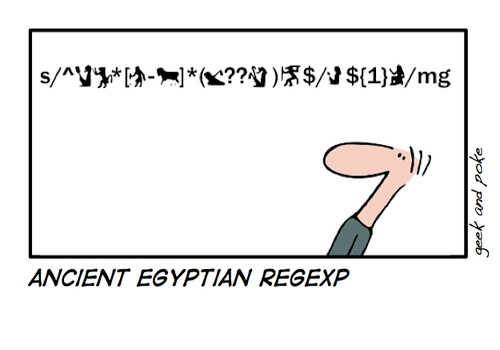 s/^ *[ - ]*( ?? ) $/ ${1} /mg
geek and poke
ANCIENT EGYPTIAN REGEXP